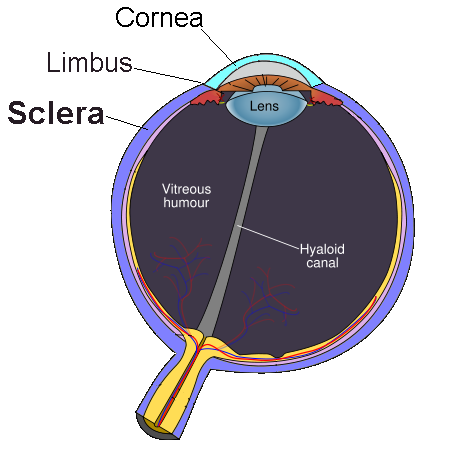 Cornea
Limbus
Sclera
Lens
Vitreous
humour
Hyaloid
canal